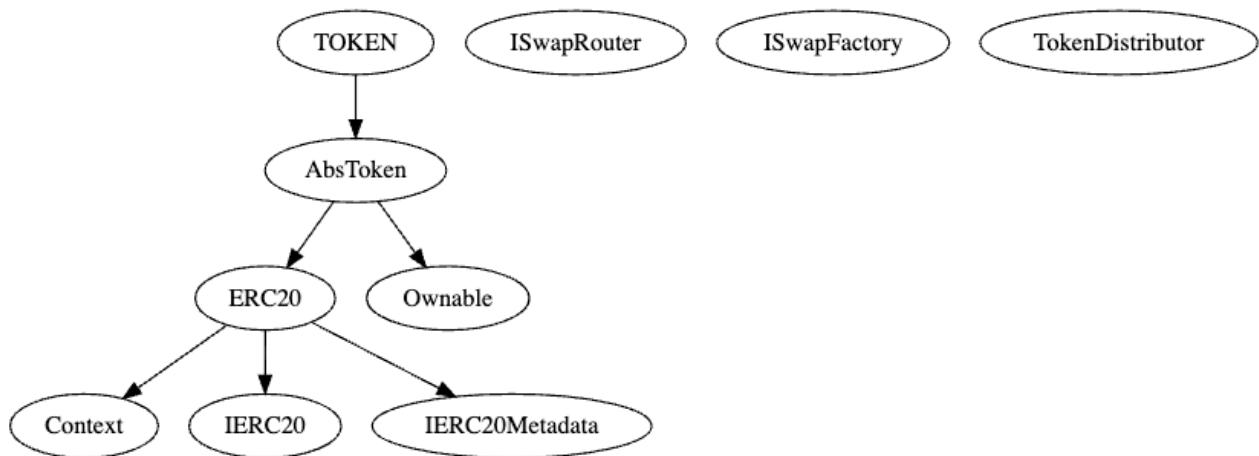 TOKEN
ISwapRouter
ISwapFactory
TokenDistributor
AbsToken
ERC20
Ownable
Context
IERC20
IERC20Metadata